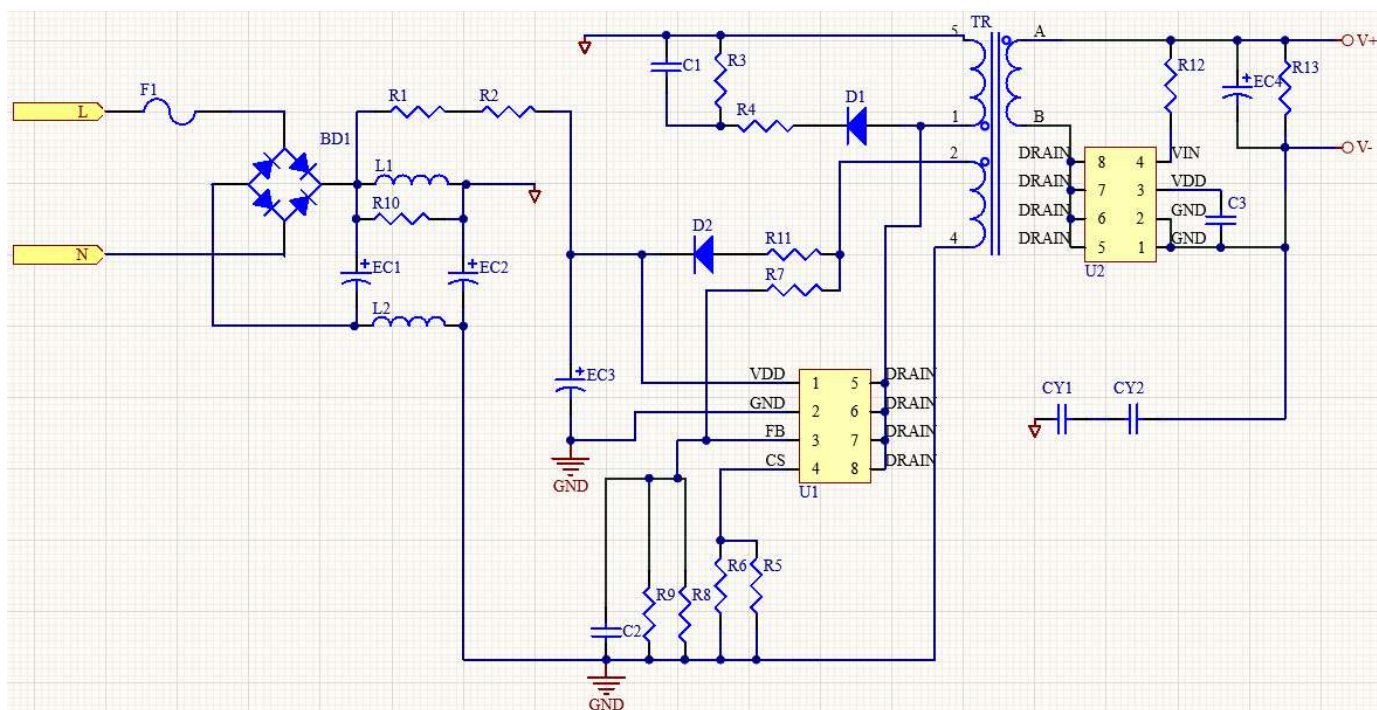 TR
5
A
V+
C1
R3
R12
EC4
R13
F1
L
R1
R2
R4
D1
1
B
BD1
V-
2
DRAIN
8
4
VIN
L1
DRAIN
7
3
VDD
R10
DRAIN
6
2
GND
C3
D2
R11
4
DRAIN
5
1
GND
N
EC1
EC2
R7
U2
L2
EC3
VDD
1
5
DRAIN
CY1
CY2
GND
2
6
DRAIN
FB
3
7
DRAIN
CS
4
8
DRAIN
GND
U1
R6
R5
R9
R8
C2
GND